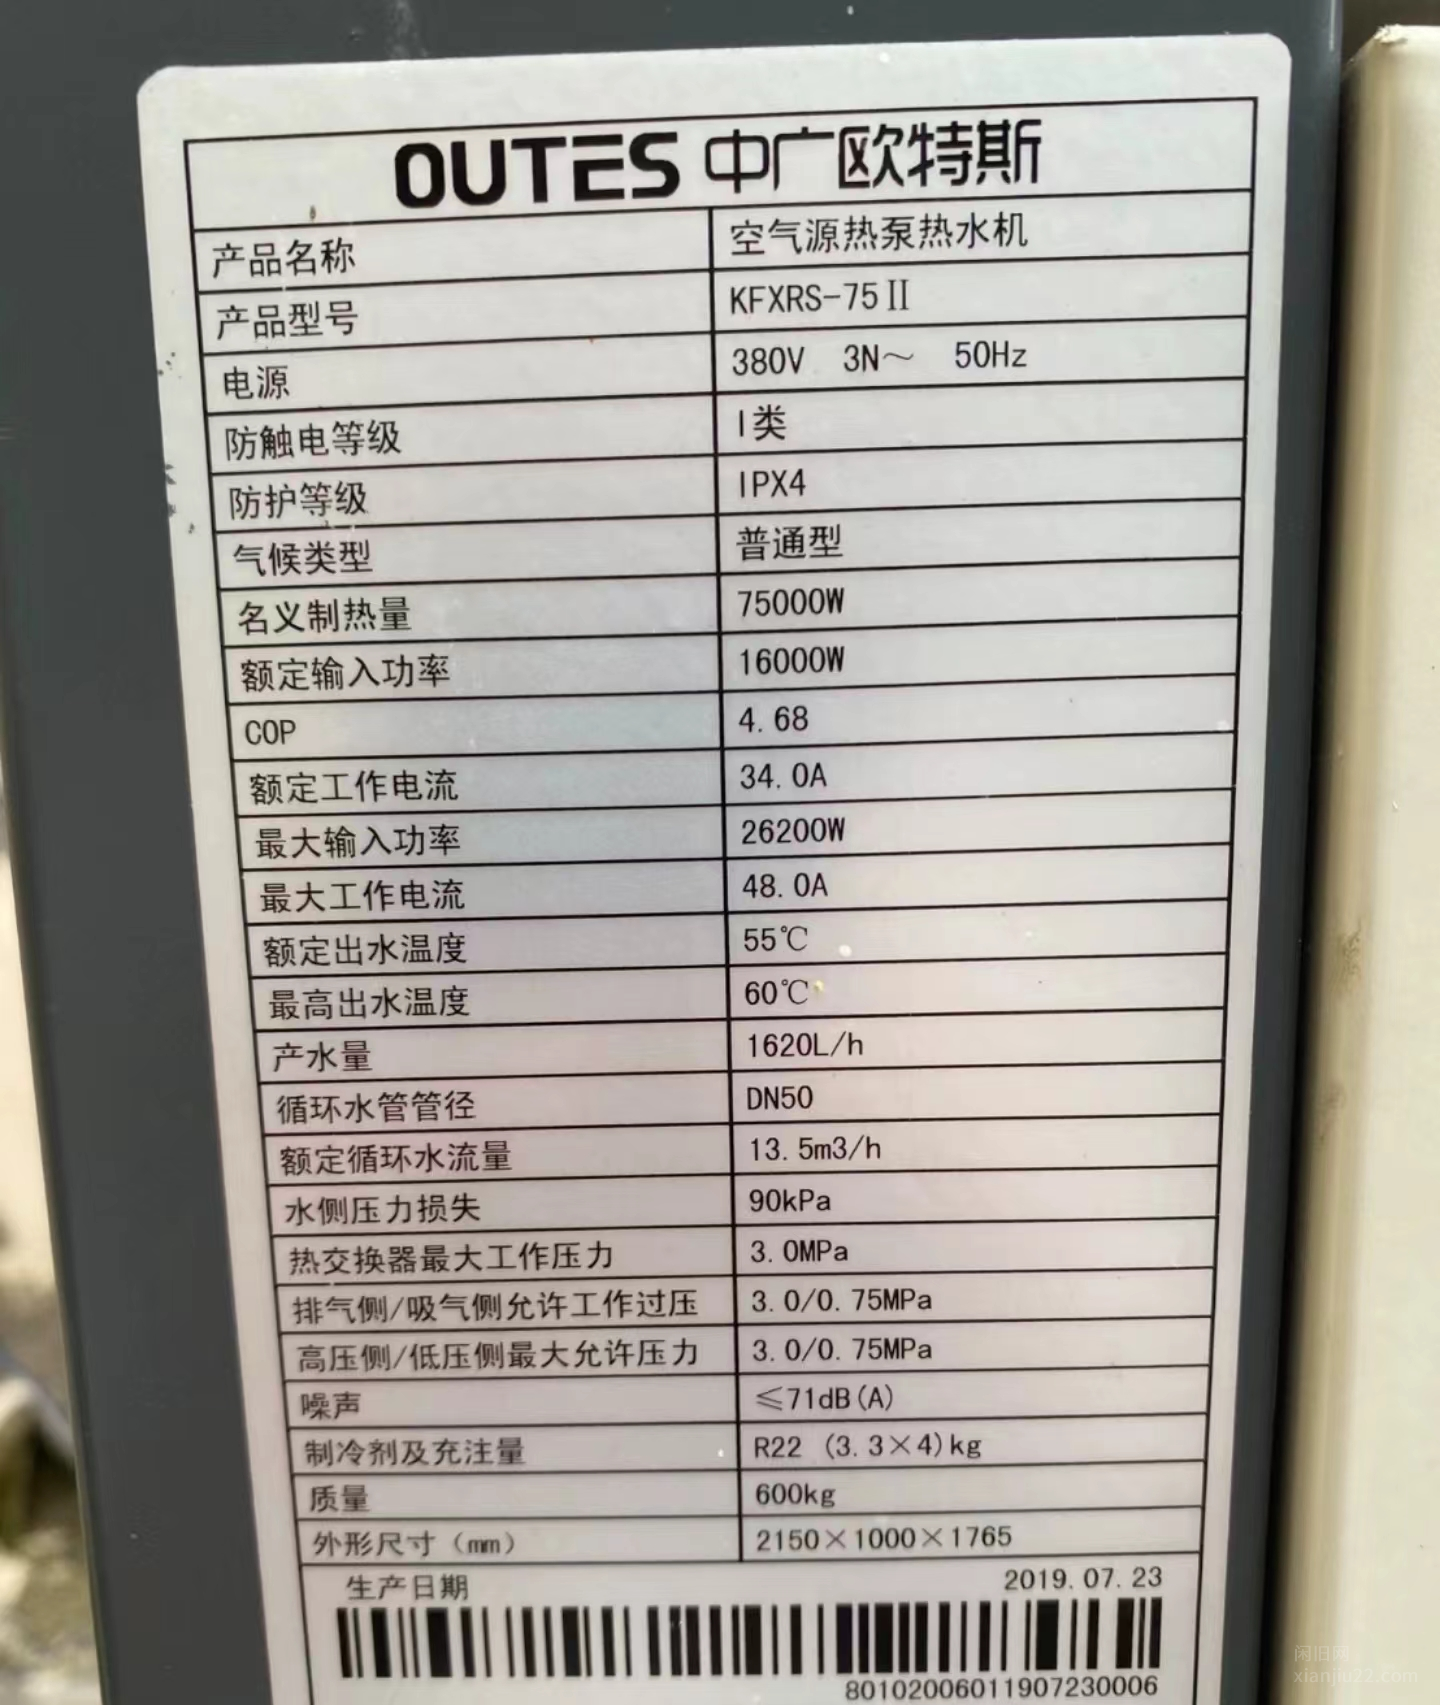 OUTES 中广欧特斯
产品名称 空气源热泵热水机
产品型号 KFXRS-75Ⅱ
电源 380V 3N～ 50Hz
防触电等级 I类
防护等级 IPX4
气候类型 普通型
名义制热量 75000W
额定输入功率 16000W
COP 4.68
额定工作电流 34.0A
最大输入功率 26200W
最大工作电流 48.0A
额定出水温度 55℃
最高出水温度 60℃
产水量 1620L/h
循环水管管径 DN50
额定循环水流量 13.5m3/h
水侧压力损失 90kPa
热交换器最大工作压力 3.0MPa
排气侧/吸气侧允许工作过压 3.0/0.75MPa
高压侧/低压侧最大允许压力 3.0/0.75MPa
噪声 ≤71dB(A)
制冷剂及充注量 R22 (3.3×4)kg
质量 600kg
外形尺寸（mm） 2150×1000×1765
生产日期 2019.07.23
801020060119072300​06
闲旧网
xianjiu22.com